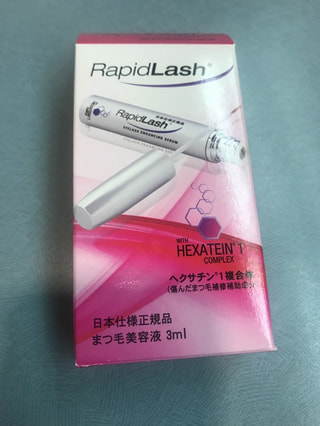 RapidLash®
RapidLash®
EYELASH ENHANCING SERUM
WITH
HEXATEIN® 1
COMPLEX
ヘキサチン®1複合体
(傷んだまつ毛補修補助成分)
日本仕様正規品
まつ毛美容液 3ml